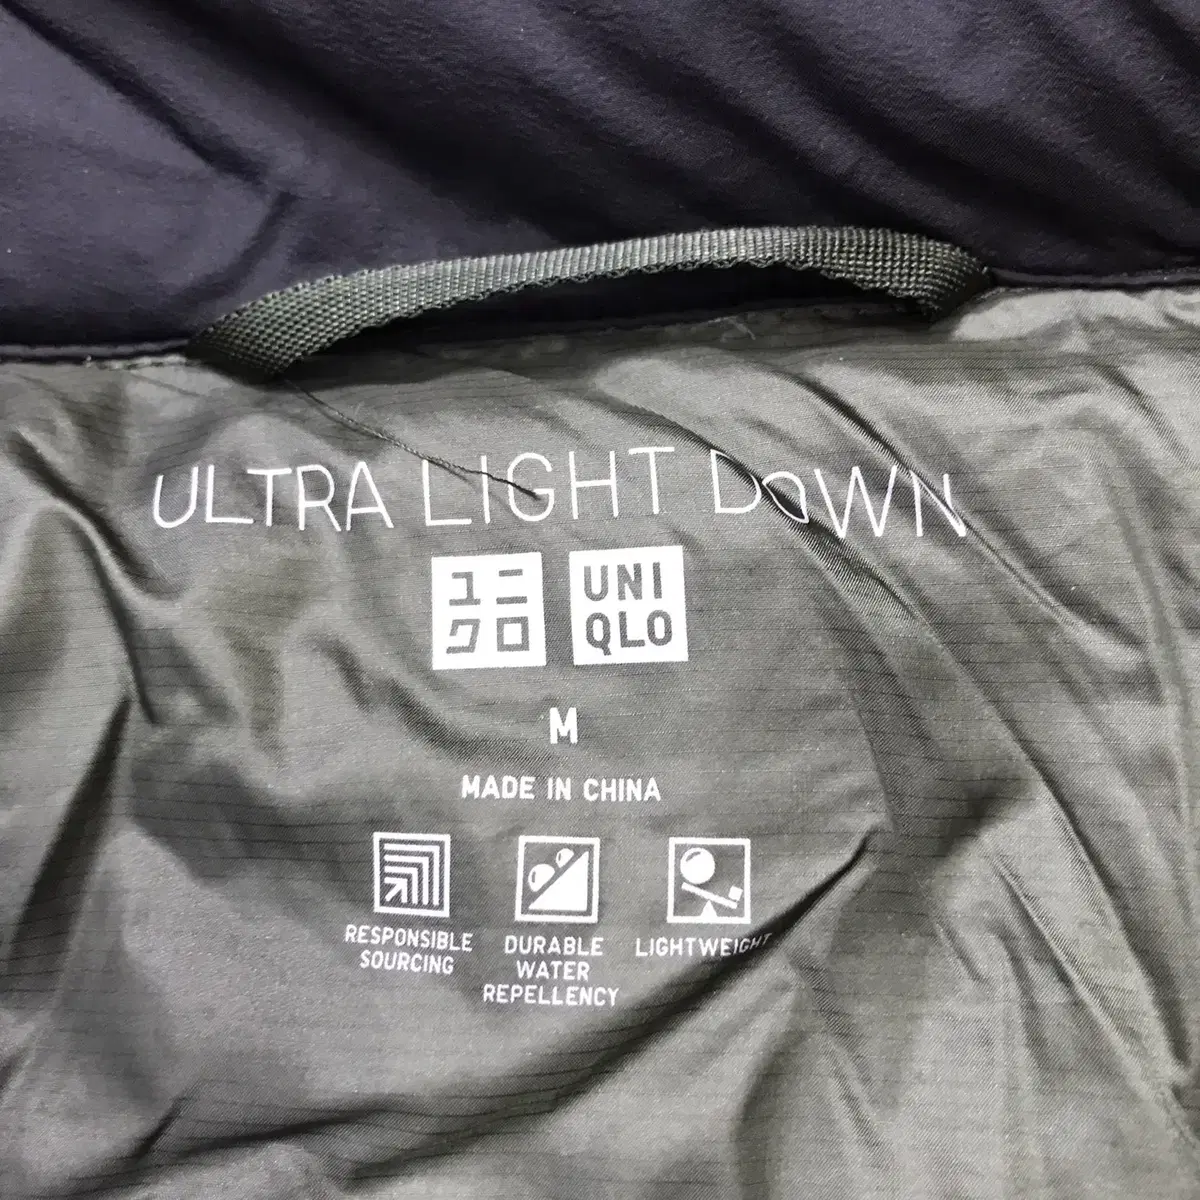 ULTRA LIGHT DOWN
ユニ
クロ
UNI
QLO
M
MADE IN CHINA
RESPONSIBLE
SOURCING
DURABLE
WATER
REPELLENCY
LIGHTWEIGHT